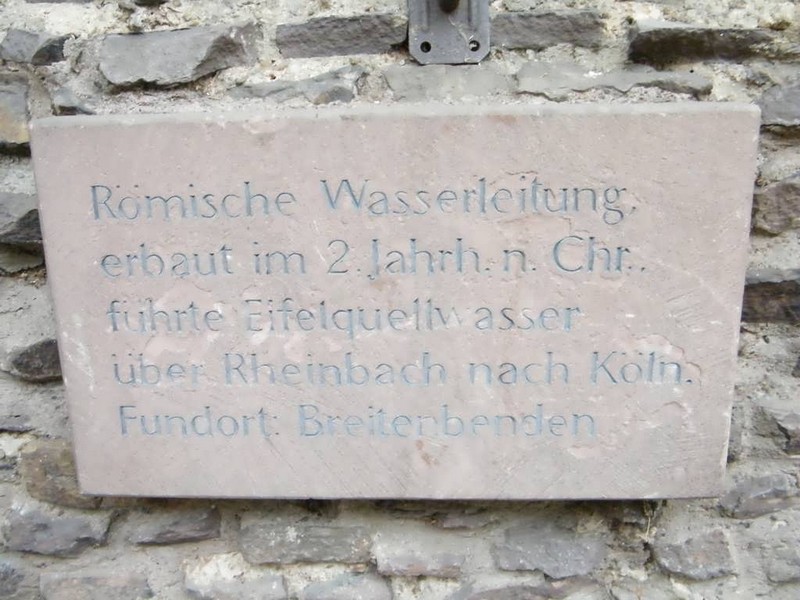 Römische Wasserleitung,
erbaut im 2. Jahrh. n. Chr.,
führte Eifelquellwasser
über Rheinbach nach Köln.
Fundort: Breitenbenden